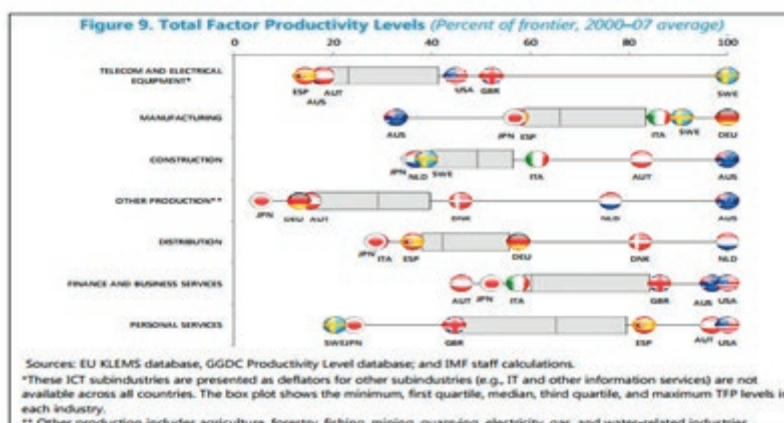 Figure 9. Total Factor Productivity Levels (Percent of frontier, 2000–07 average)
0 20 40 60 80 100
TELECOM AND ELECTRICAL
EQUIPMENT*
ESP AUT USA GBR SWE
AUS
MANUFACTURING
AUS JPN ESP ITA SWE DEU
CONSTRUCTION
JPN NLD SWE ITA AUT AUS
OTHER PRODUCTION**
JPN DEU AUT DNK NLD AUS
DISTRIBUTION
JPN ITA ESP DEU DNK NLD
FINANCE AND BUSINESS SERVICES
AUT JPN ITA GBR AUS USA
PERSONAL SERVICES
SWE JPN GBR ESP AUT USA
Sources: EU KLEMS database, GGDC Productivity Level database; and IMF staff calculations.
*These ICT subindustries are presented as deflators for other subindustries (e.g., IT and other information services) are not
available across all countries. The box plot shows the minimum, first quartile, median, third quartile, and maximum TFP levels in
each industry.
** Other production includes agriculture, forestry, fishing, mining, quarrying, electricity, gas, and water-related industries